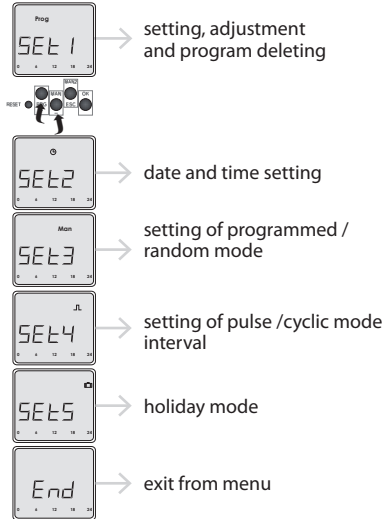 Prog
SEt 1
0 6 12 18 24
setting, adjustment
and program deleting
MAN2
MAN OK
RESET PRG ESC
SEt2
0 6 12 18 24
date and time setting
Man
SEt3
0 6 12 18 24
setting of programmed /
random mode
SEt4
0 6 12 18 24
setting of pulse /cyclic mode
interval
SEt5
0 6 12 18 24
holiday mode
End
0 6 12 18 24
exit from menu